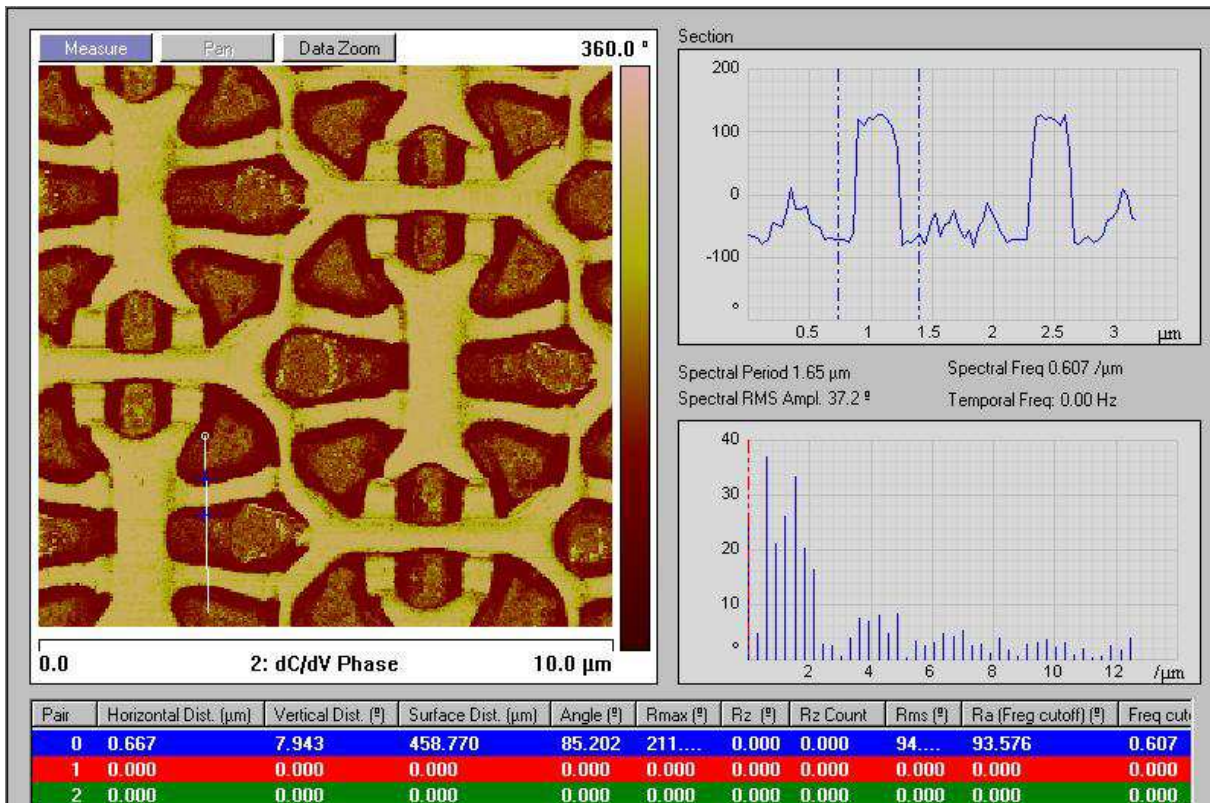 Measure Pan Data Zoom 360.0 º
Section
200
100
0
-100
º
0.5 1 1.5 2 2.5 3 µm
Spectral Period 1.65 µm Spectral Freq 0.607 /µm
Spectral RMS Ampl. 37.2 º Temporal Freq: 0.00 Hz
40
30
20
10
º
2 4 6 8 10 12 /µm
0.0 2: dC/dV Phase 10.0 µm
Pair Horizontal Dist. (µm) Vertical Dist. (º) Surface Dist. (µm) Angle (º) Rmax (º) Rz (º) Rz Count Rms (º) Ra (Freg cutoff) (º) Freq cut
0 0.667 7.943 458.770 85.202 211.... 0.000 0.000 94.... 93.576 0.607
1 0.000 0.000 0.000 0.000 0.000 0.000 0.000 0.000 0.000 0.000
2 0.000 0.000 0.000 0.000 0.000 0.000 0.000 0.000 0.000 0.000